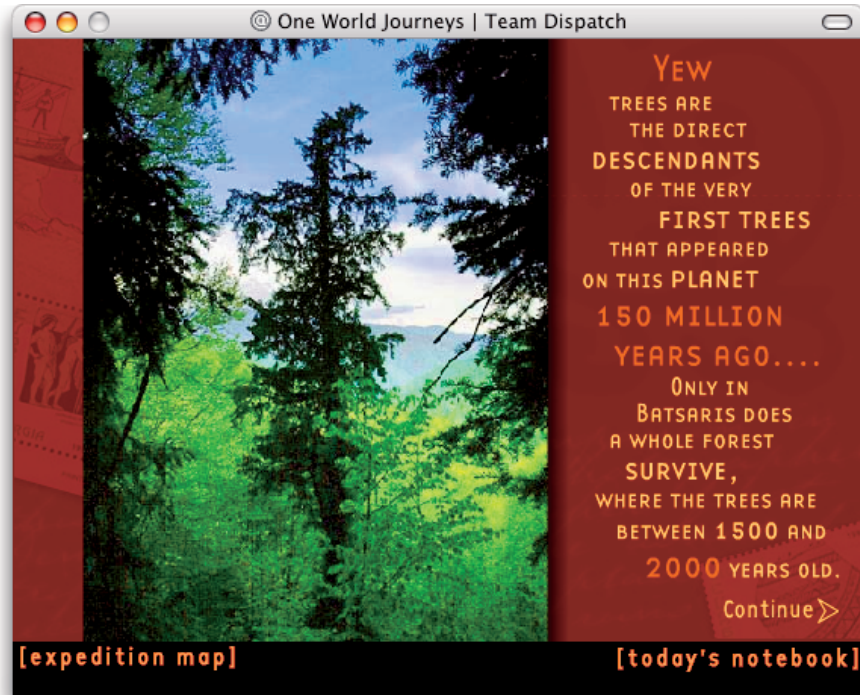 @ One World Journeys | Team Dispatch
YEW
TREES ARE
THE DIRECT
DESCENDANTS
OF THE VERY
FIRST TREES
THAT APPEARED
ON THIS PLANET
150 MILLION
YEARS AGO....
ONLY IN
BATSARIS DOES
A WHOLE FOREST
SURVIVE,
WHERE THE TREES ARE
BETWEEN 1500 AND
2000 YEARS OLD.
Continue
[expedition map]
[today's notebook]